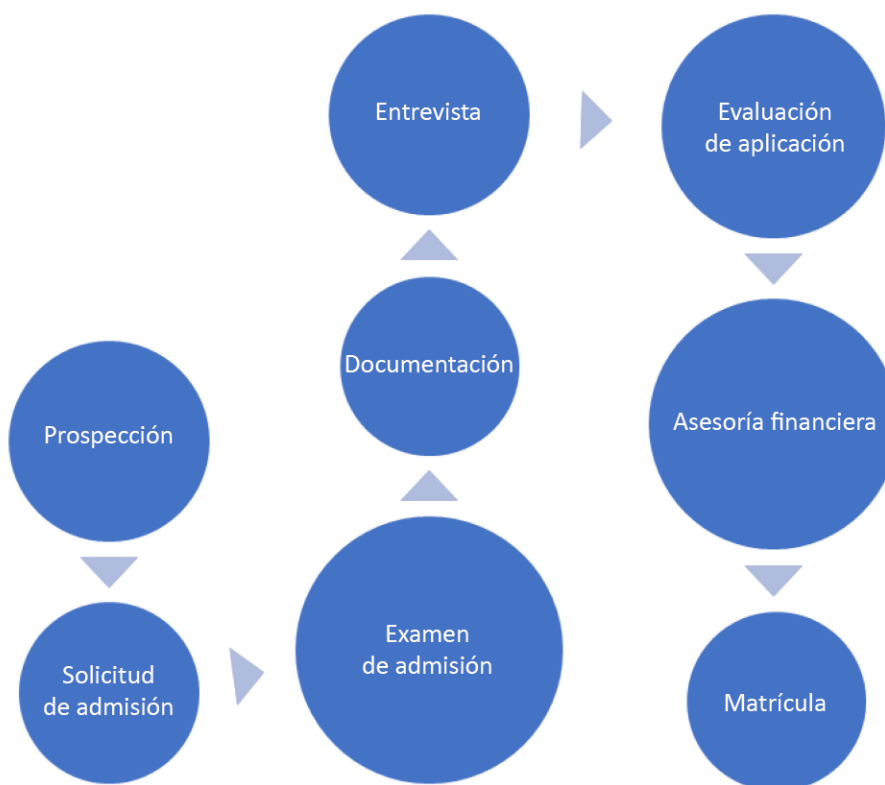 Prospección
Solicitud
de admisión
Examen
de admisión
Documentación
Entrevista
Evaluación
de aplicación
Asesoría financiera
Matrícula